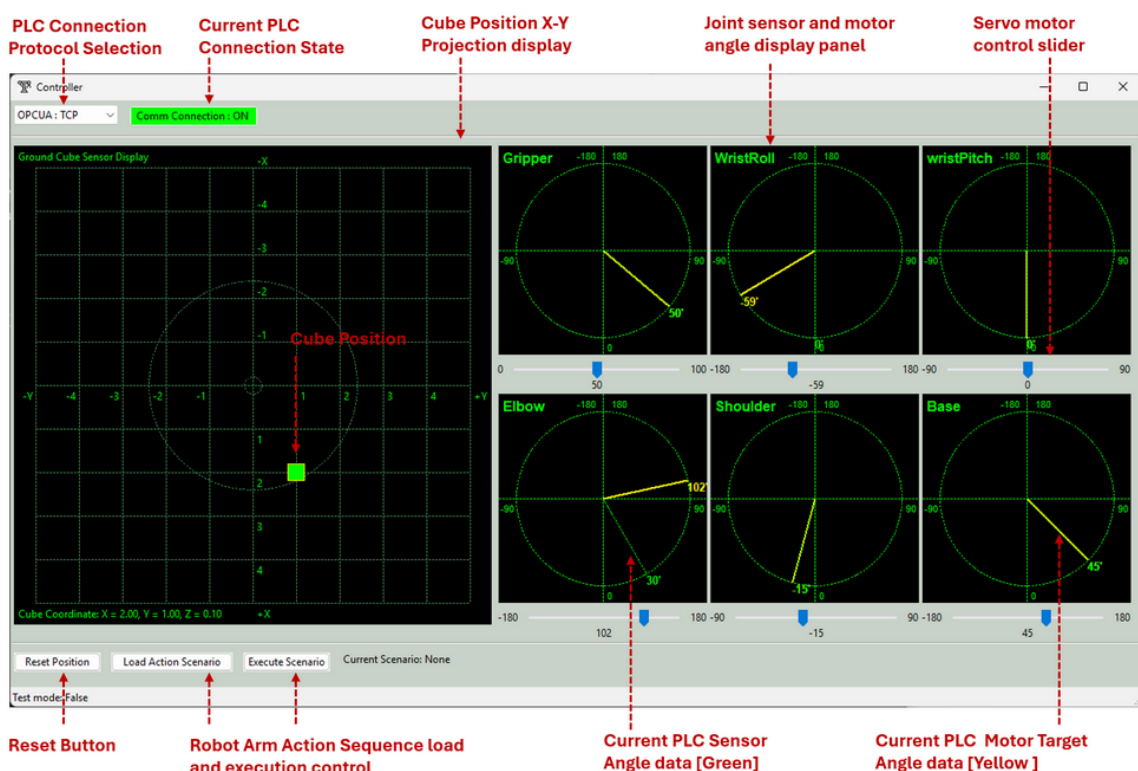 PLC Connection
Protocol Selection
Current PLC
Connection State
Cube Position X-Y
Projection display
Joint sensor and motor
angle display panel
Servo motor
control slider
Controller
OPCUA : TCP
Comm Connection : ON
Ground Cube Sensor Display
-X
-4
-3
-2
-1
Cube Position
-Y -4 -3 -2 -1 1 2 3 4 +Y
1
2
3
4
Cube Coordinate: X = 2.00, Y = 1.00, Z = 0.10
+X
Gripper
-180 180
-90
90
50'
0
0 100
50
WristRoll
-180 180
90
-59'
0'
0
-180 180
-59
wristPitch
-180 180
-90
90
0'
0
-90 90
0
Elbow
-180 180
-90
90
102'
30'
0
-180 180
102
Shoulder
-180 180
90
-15'
0
-90 90
-15
Base
-180 180
-90
90
45'
0
-180 180
45
Reset Position
Load Action Scenario
Execute Scenario
Current Scenario: None
Test mode: False
Reset Button
Robot Arm Action Sequence load
and execution control
Current PLC Sensor
Angle data [Green]
Current PLC Motor Target
Angle data [Yellow ]